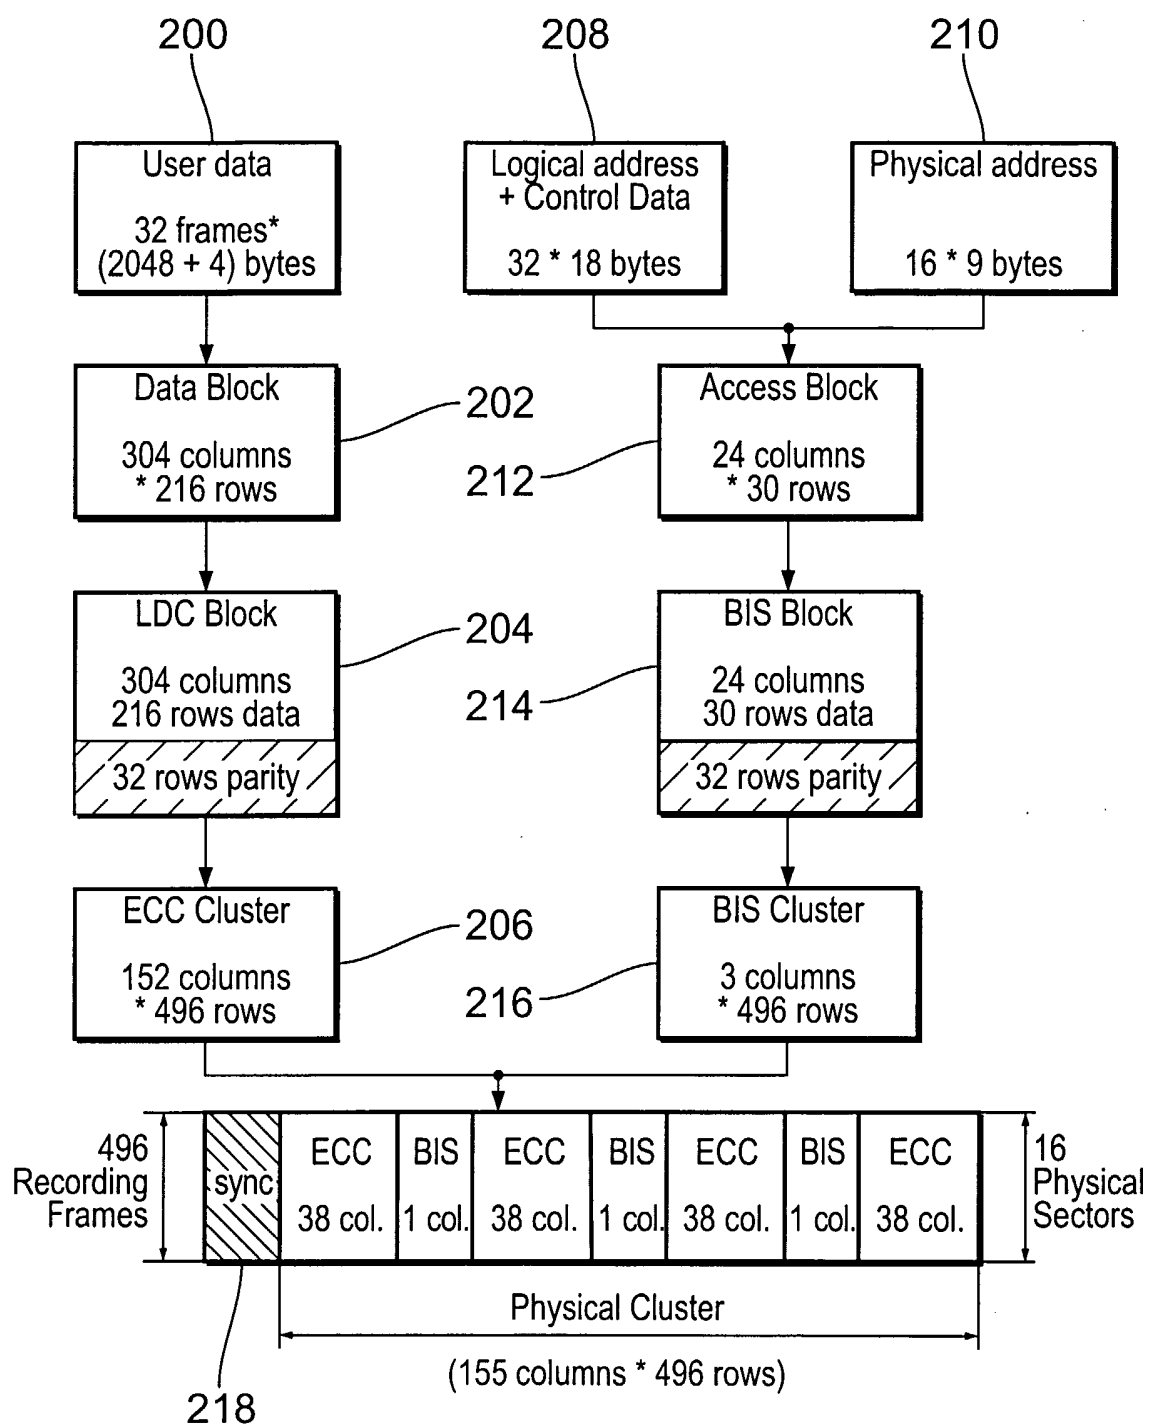 200
208
210
User data
32 frames*
(2048 + 4) bytes
Logical address
+ Control Data
32 * 18 bytes
Physical address
16 * 9 bytes
Data Block
304 columns
* 216 rows
202
212
Access Block
24 columns
* 30 rows
LDC Block
304 columns
216 rows data
32 rows parity
204
214
BIS Block
24 columns
30 rows data
32 rows parity
ECC Cluster
152 columns
* 496 rows
206
216
BIS Cluster
3 columns
* 496 rows
496
Recording
Frames
sync
ECC
38 col.
BIS
1 col.
ECC
38 col.
BIS
1 col.
ECC
38 col.
BIS
1 col.
ECC
38 col.
16
Physical
Sectors
Physical Cluster
(155 columns * 496 rows)
218